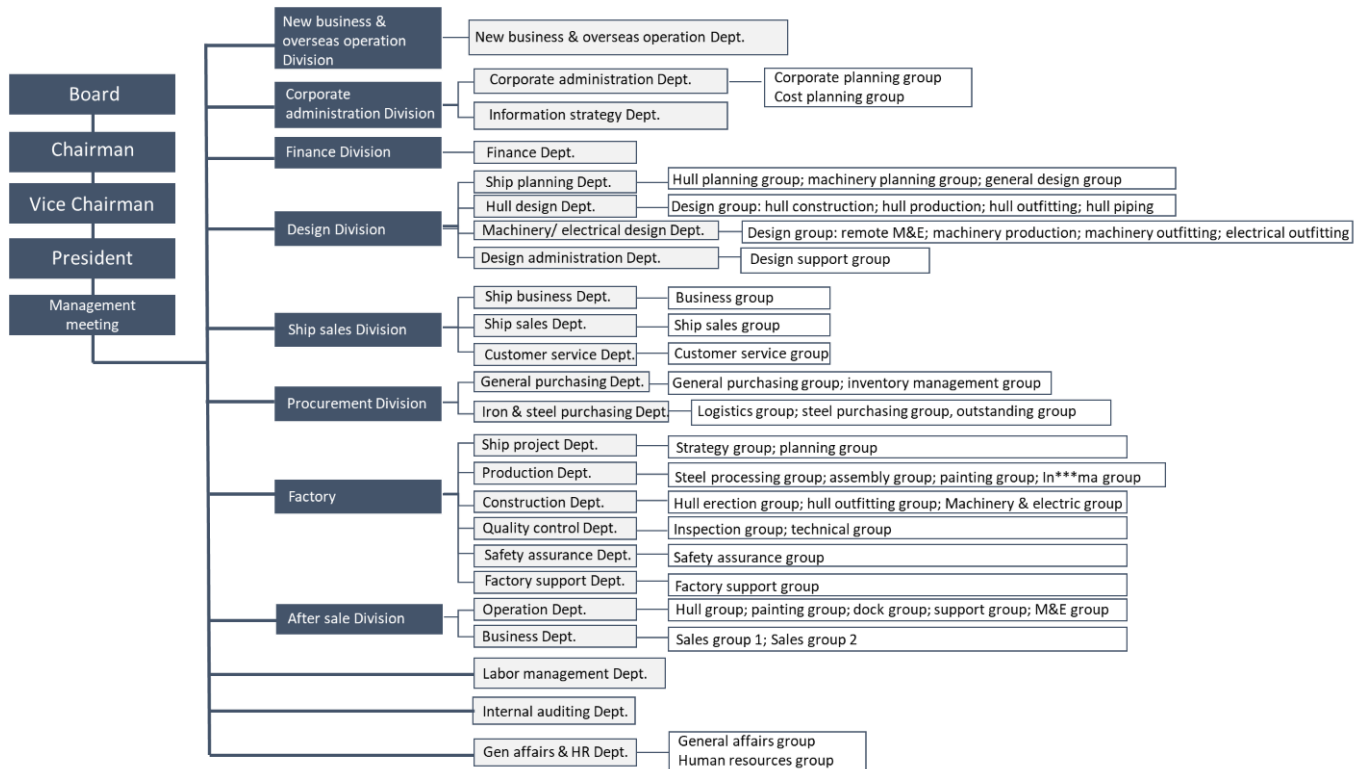 Board
Chairman
Vice Chairman
President
Management
meeting
New business &
overseas operation
Division
New business & overseas operation Dept.
Corporate
administration Division
Corporate administration Dept.
Corporate planning group
Cost planning group
Information strategy Dept.
Finance Division
Finance Dept.
Design Division
Ship planning Dept.
Hull planning group; machinery planning group; general design group
Hull design Dept.
Design group: hull construction; hull production; hull outfitting; hull piping
Machinery/ electrical design Dept.
Design group: remote M&E; machinery production; machinery outfitting; electrical outfitting
Design administration Dept.
Design support group
Ship sales Division
Ship business Dept.
Business group
Ship sales Dept.
Ship sales group
Customer service Dept.
Customer service group
Procurement Division
General purchasing Dept.
General purchasing group; inventory management group
Iron & steel purchasing Dept.
Logistics group; steel purchasing group, outstanding group
Factory
Ship project Dept.
Strategy group; planning group
Production Dept.
Steel processing group; assembly group; painting group; In***ma group
Construction Dept.
Hull erection group; hull outfitting group; Machinery & electric group
Quality control Dept.
Inspection group; technical group
Safety assurance Dept.
Safety assurance group
Factory support Dept.
Factory support group
After sale Division
Operation Dept.
Hull group; painting group; dock group; support group; M&E group
Business Dept.
Sales group 1; Sales group 2
Labor management Dept.
Internal auditing Dept.
Gen affairs & HR Dept.
General affairs group
Human resources group